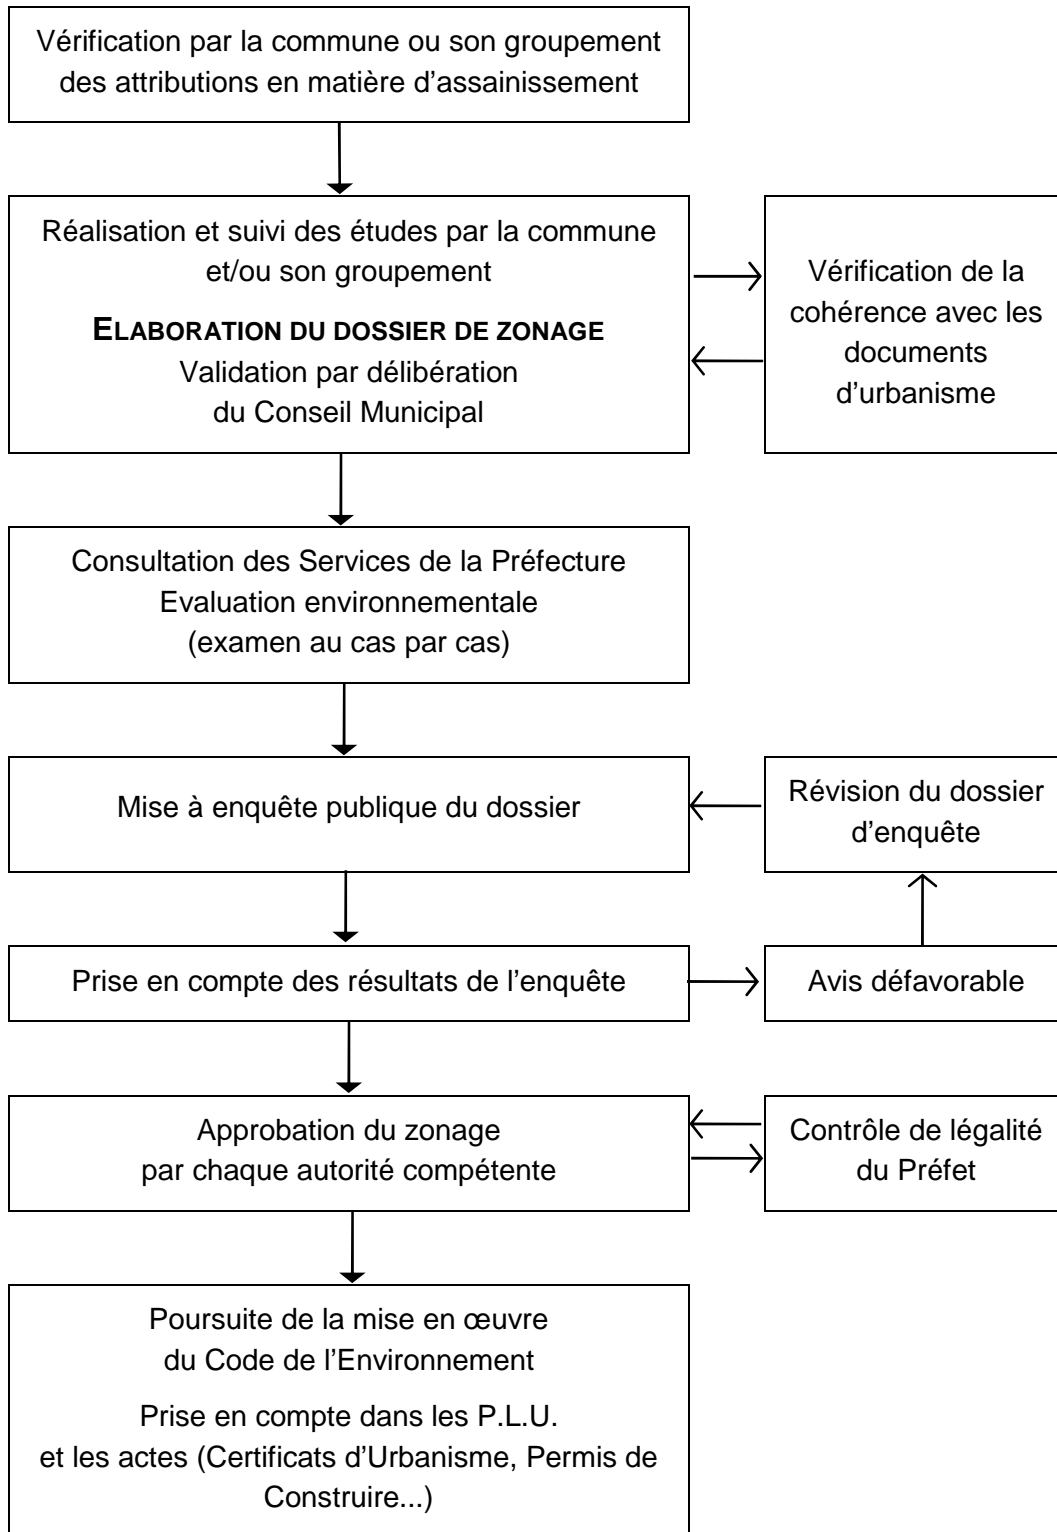 Vérification par la commune ou son groupement
des attributions en matière d’assainissement
Réalisation et suivi des études par la commune
et/ou son groupement
ELABORATION DU DOSSIER DE ZONAGE
Validation par délibération
du Conseil Municipal
Vérification de la
cohérence avec les
documents
d’urbanisme
Consultation des Services de la Préfecture
Evaluation environnementale
(examen au cas par cas)
Mise à enquête publique du dossier
Révision du dossier
d’enquête
Prise en compte des résultats de l’enquête
Avis défavorable
Approbation du zonage
par chaque autorité compétente
Contrôle de légalité
du Préfet
Poursuite de la mise en œuvre
du Code de l’Environnement
Prise en compte dans les P.L.U.
et les actes (Certificats d’Urbanisme, Permis de
Construire...)